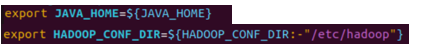 export JAVA_HOME=${JAVA_HOME}
export HADOOP_CONF_DIR=${HADOOP_CONF_DIR:-"/etc/hadoop"}